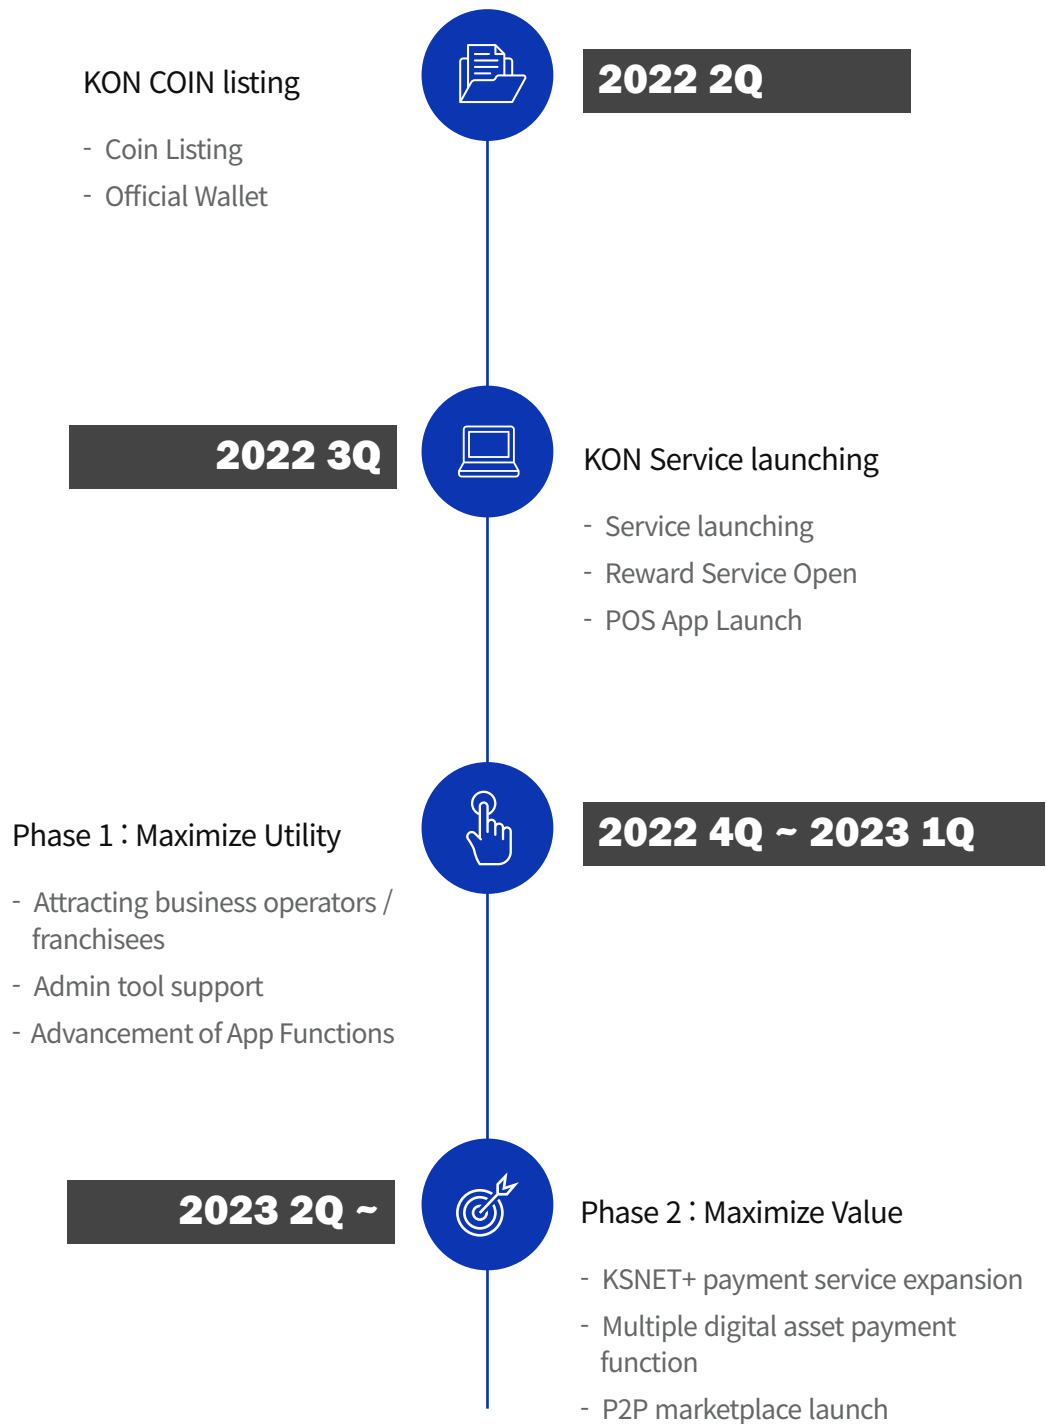 KON COIN listing
2022 2Q
- Coin Listing
- Official Wallet
2022 3Q
KON Service launching
- Service launching
- Reward Service Open
- POS App Launch
Phase 1 : Maximize Utility
2022 4Q ~ 2023 1Q
- Attracting business operators /
franchisees
- Admin tool support
- Advancement of App Functions
2023 2Q ~
Phase 2 : Maximize Value
- KSNET+ payment service expansion
- Multiple digital asset payment
function
- P2P marketplace launch